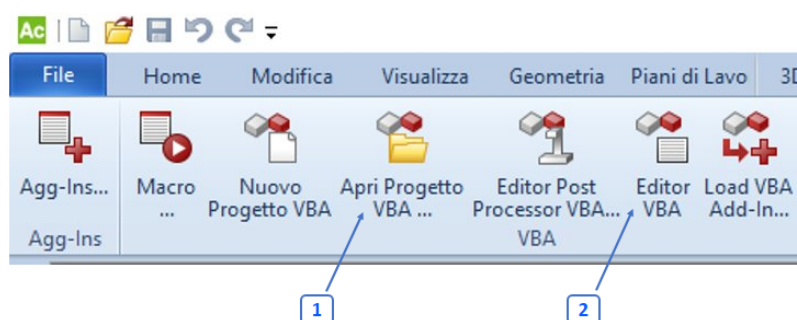 Ac
File Home Modifica Visualizza Geometria Piani di Lavo 3D
Agg-Ins... Macro Nuovo Apri Progetto Editor Post Editor Load VBA
... Progetto VBA VBA ... Processor VBA... VBA Add-In...
Agg-Ins VBA
1 2